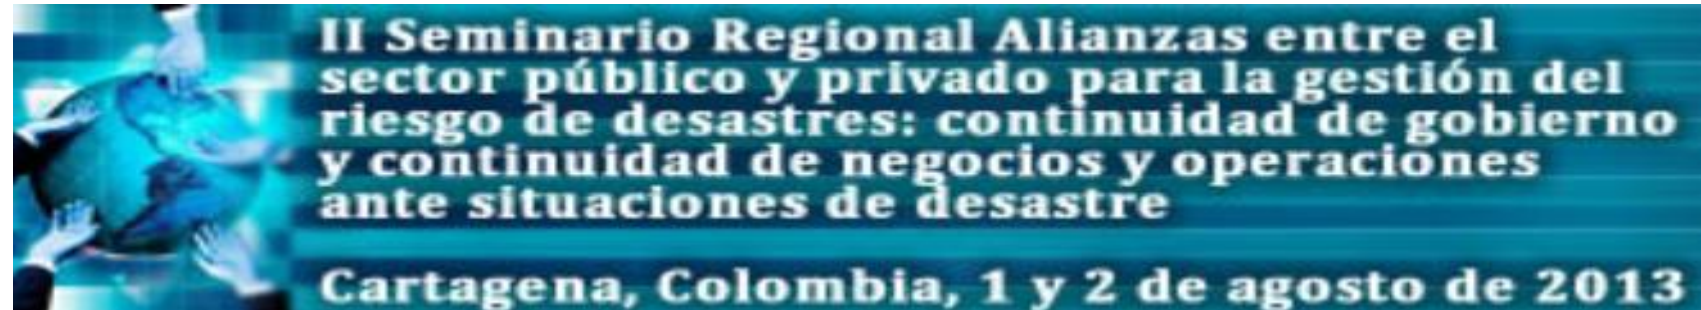 II Seminario Regional Alianzas entre el
sector público y privado para la gestión del
riesgo de desastres: continuidad de gobierno
y continuidad de negocios y operaciones
ante situaciones de desastre
Cartagena, Colombia, 1 y 2 de agosto de 2013